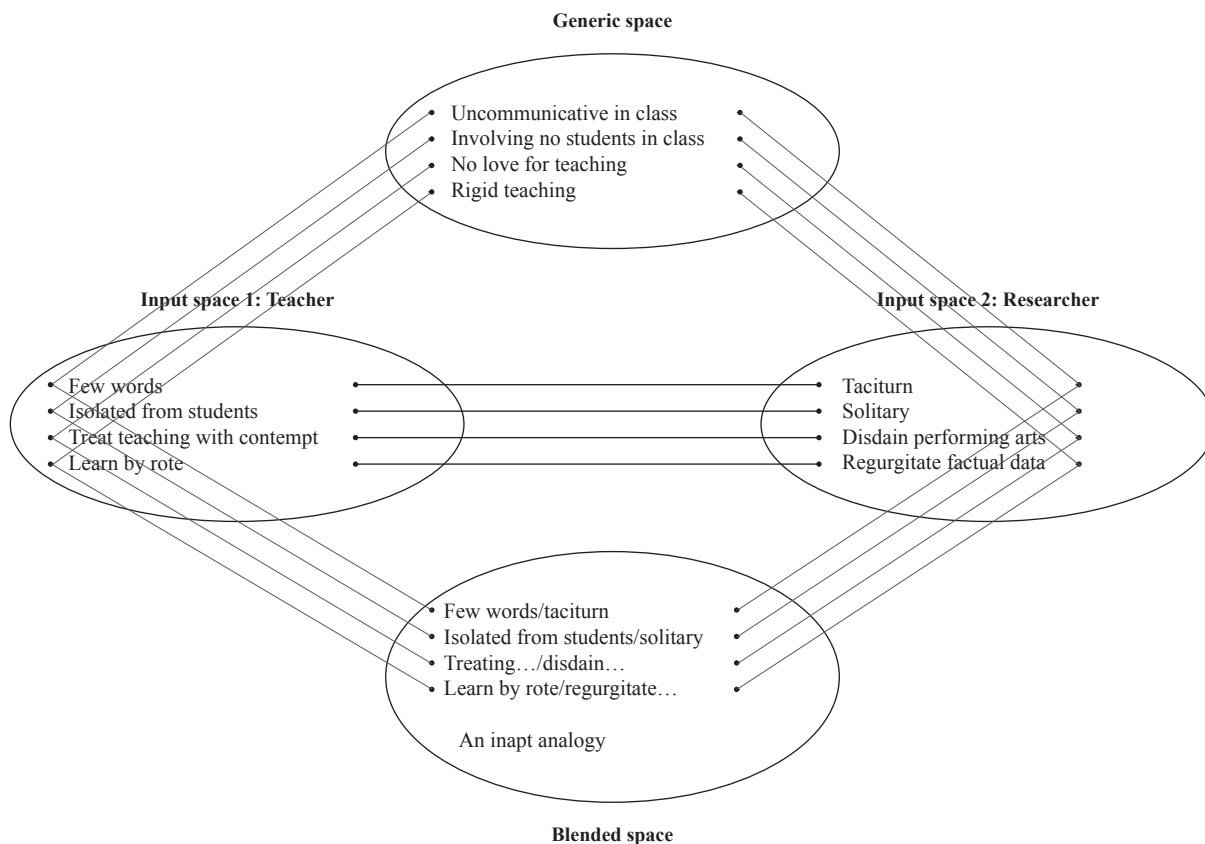 Generic space
Uncommunicative in class
Involving no students in class
No love for teaching
Rigid teaching
Input space 1: Teacher
Few words
Isolated from students
Treat teaching with contempt
Learn by rote
Input space 2: Researcher
Taciturn
Solitary
Disdain performing arts
Regurgitate factual data
Few words/taciturn
Isolated from students/solitary
Treating…/disdain…
Learn by rote/regurgitate…
An inapt analogy
Blended space